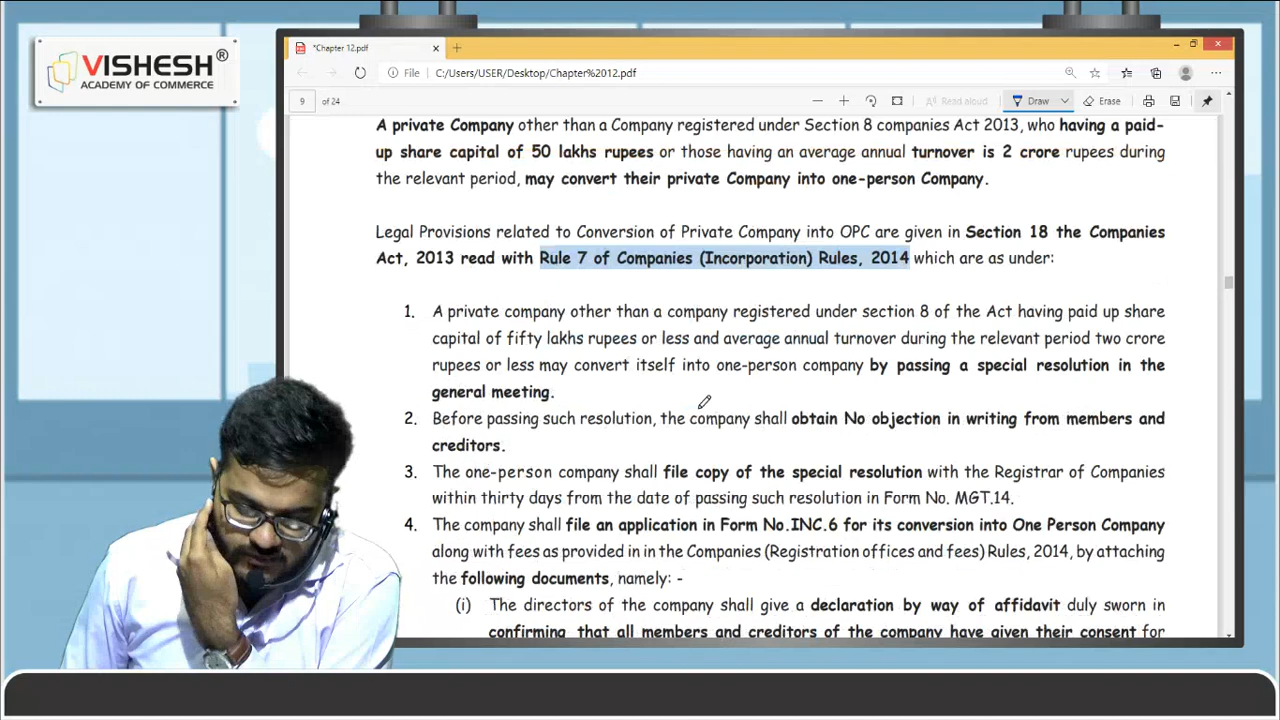 VISHESH®
ACADEMY OF COMMERCE
*Chapter 12.pdf
File C:/Users/USER/Desktop/Chapter%2012.pdf
9 of 24
Read aloud
Draw
Erase
A private Company other than a Company registered under Section 8 companies Act 2013, who having a paid-
up share capital of 50 lakhs rupees or those having an average annual turnover is 2 crore rupees during
the relevant period, may convert their private Company into one-person Company.
Legal Provisions related to Conversion of Private Company into OPC are given in Section 18 the Companies
Act, 2013 read with Rule 7 of Companies (Incorporation) Rules, 2014 which are as under:
1. A private company other than a company registered under section 8 of the Act having paid up share
capital of fifty lakhs rupees or less and average annual turnover during the relevant period two crore
rupees or less may convert itself into one-person company by passing a special resolution in the
general meeting.
2. Before passing such resolution, the company shall obtain No objection in writing from members and
creditors.
3. The one-person company shall file copy of the special resolution with the Registrar of Companies
within thirty days from the date of passing such resolution in Form No. MGT.14.
4. The company shall file an application in Form No.INC.6 for its conversion into One Person Company
along with fees as provided in in the Companies (Registration offices and fees) Rules, 2014, by attaching
the following documents, namely: -
(i) The directors of the company shall give a declaration by way of affidavit duly sworn in
confirming that all members and creditors of the company have given their consent for